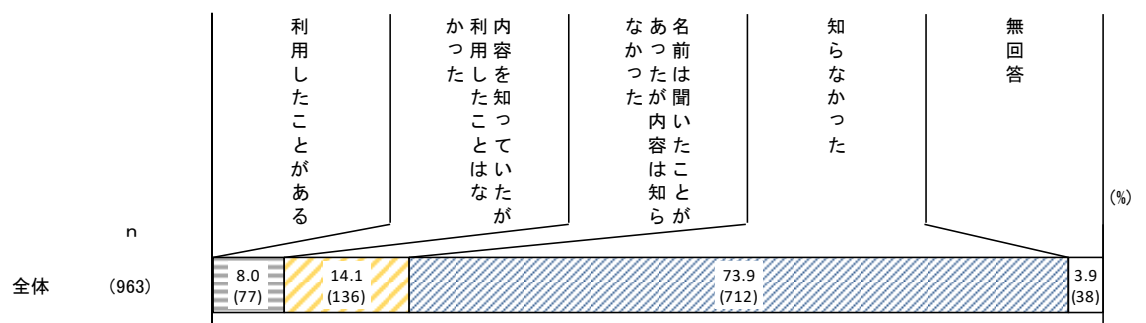 利用したことがある
内容を知っていたが
利用したことはな
かった
名前は聞いたことが
あったが内容は知ら
なかった
知らなかった
無回答
(%)
n
全体 (963)
8.0
(77)
14.1
(136)
73.9
(712)
3.9
(38)